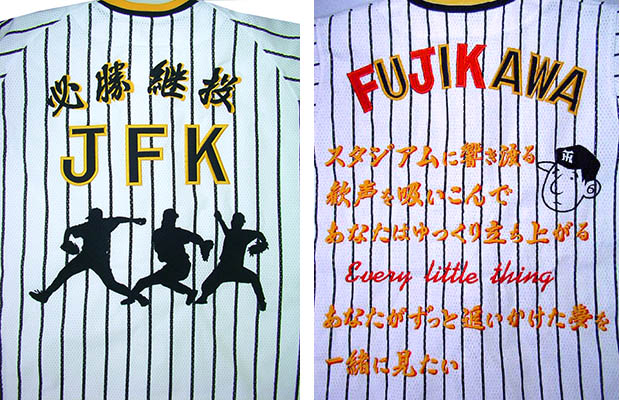 必勝継投
JFK
FUJIKAWA
スタジアムに響き渡る
歓声を吸いこんで
あなたはゆっくり立ち上がる
Every little thing
あなたがずっと追いかけた夢を
一緒に見たい